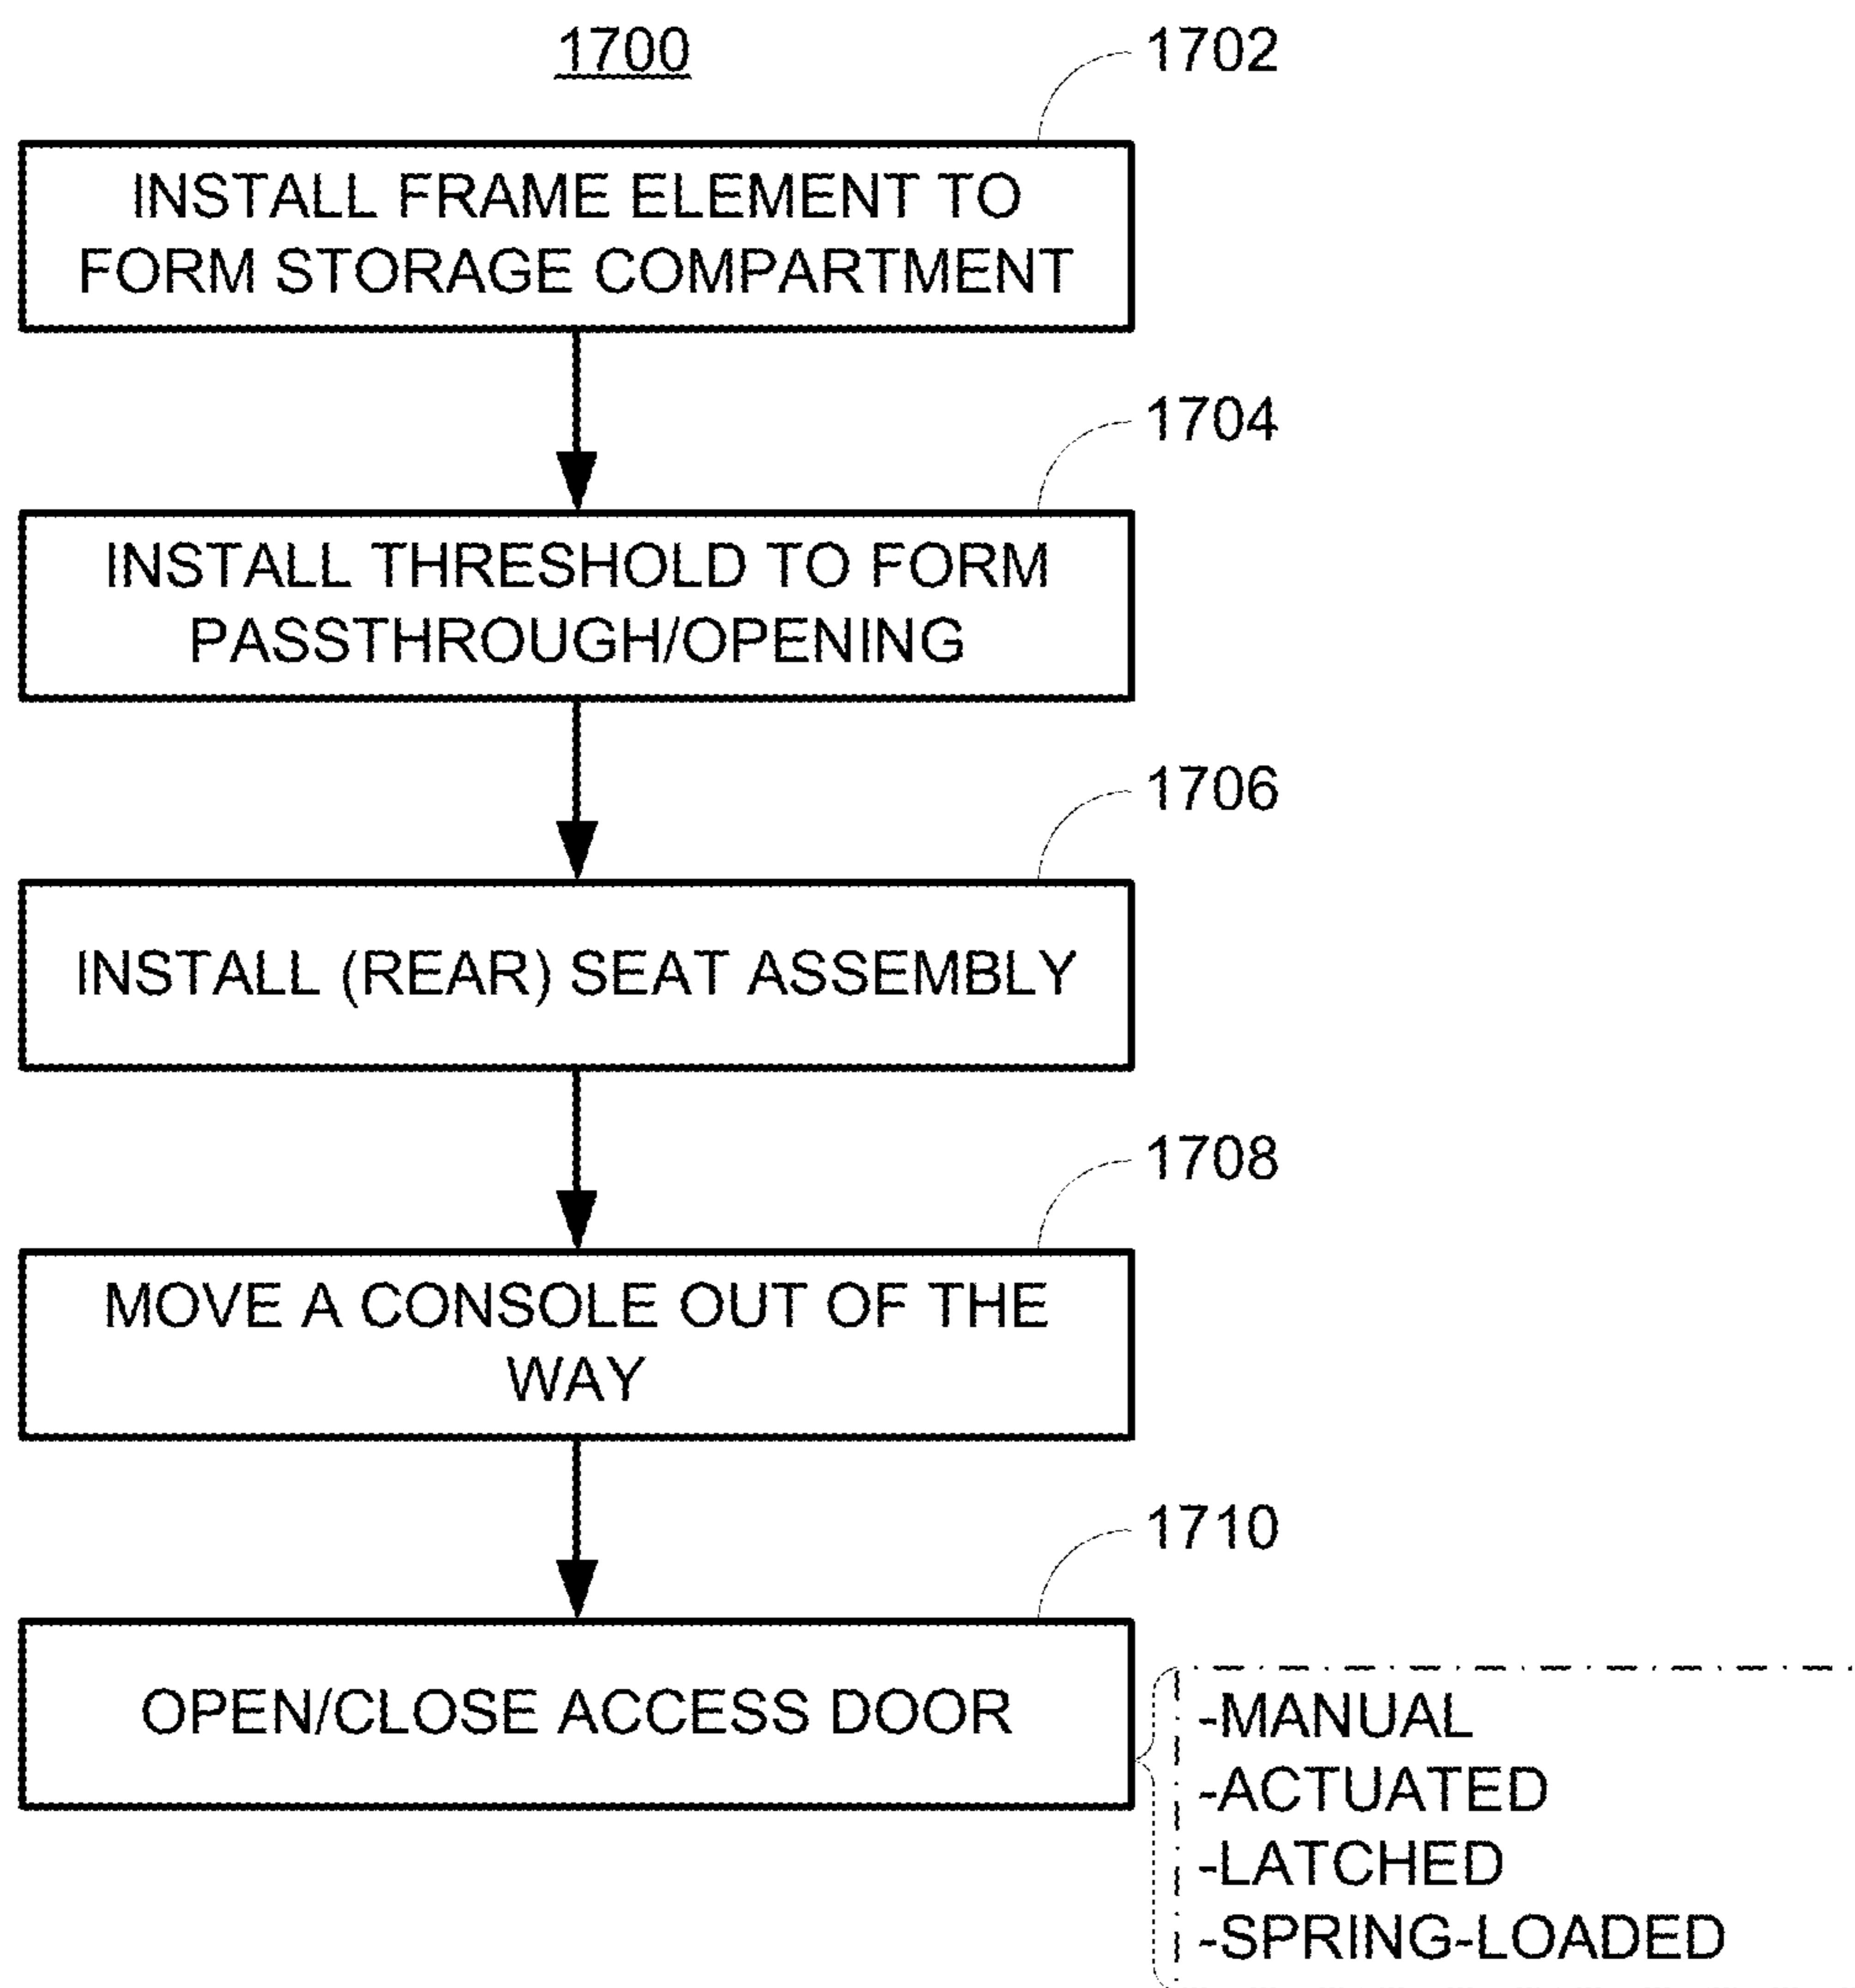 1700
1702
INSTALL FRAME ELEMENT TO
FORM STORAGE COMPARTMENT
1704
INSTALL THRESHOLD TO FORM
PASSTHROUGH/OPENING
1706
INSTALL (REAR) SEAT ASSEMBLY
1708
MOVE A CONSOLE OUT OF THE
WAY
1710
OPEN/CLOSE ACCESS DOOR
-MANUAL
-ACTUATED
-LATCHED
-SPRING-LOADED